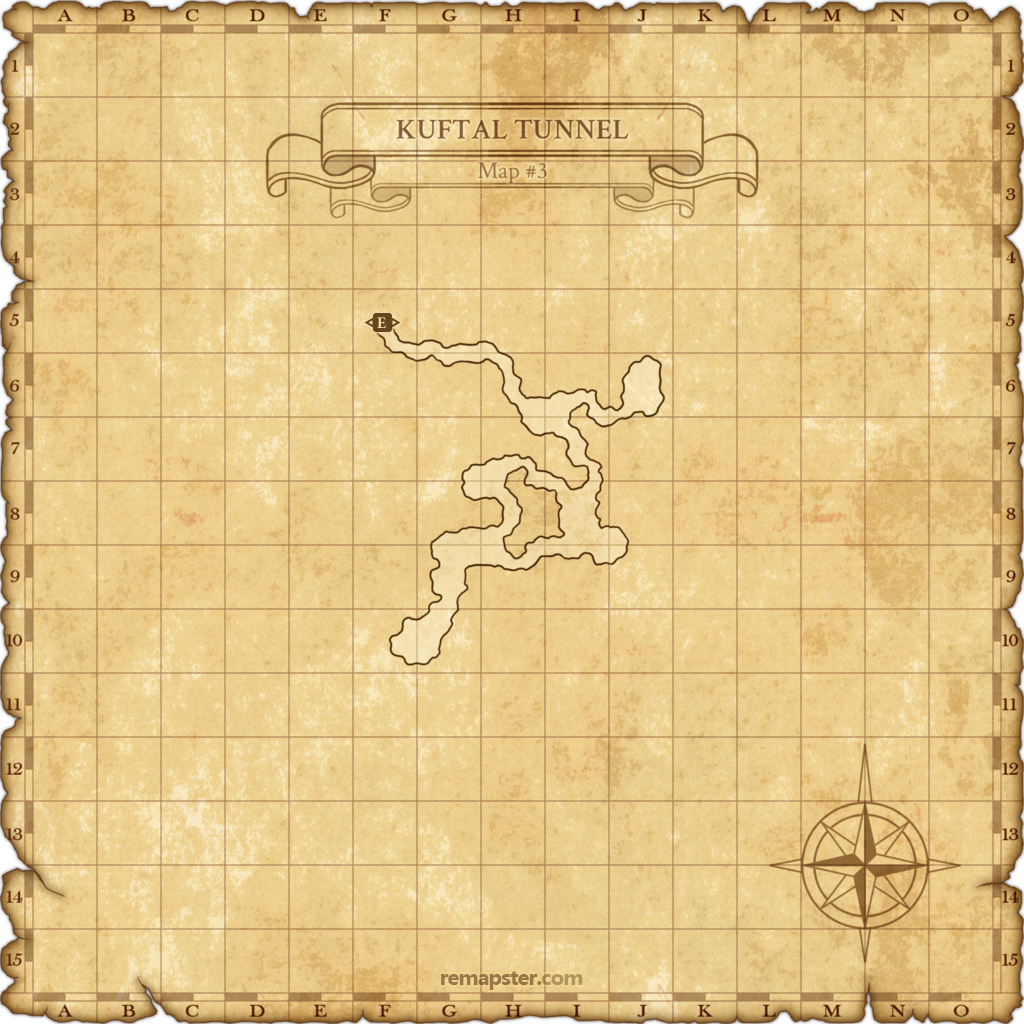 A B C D E F G H I J K L M N O
1 1
2 KUFTAL TUNNEL 2
Map #3
3 3
4 4
5 E 5
6 6
7 7
8 8
9 9
10 10
11 11
12 12
13 13
14 14
15 15
remapster.com
A B C D E F G H I J K L M N O